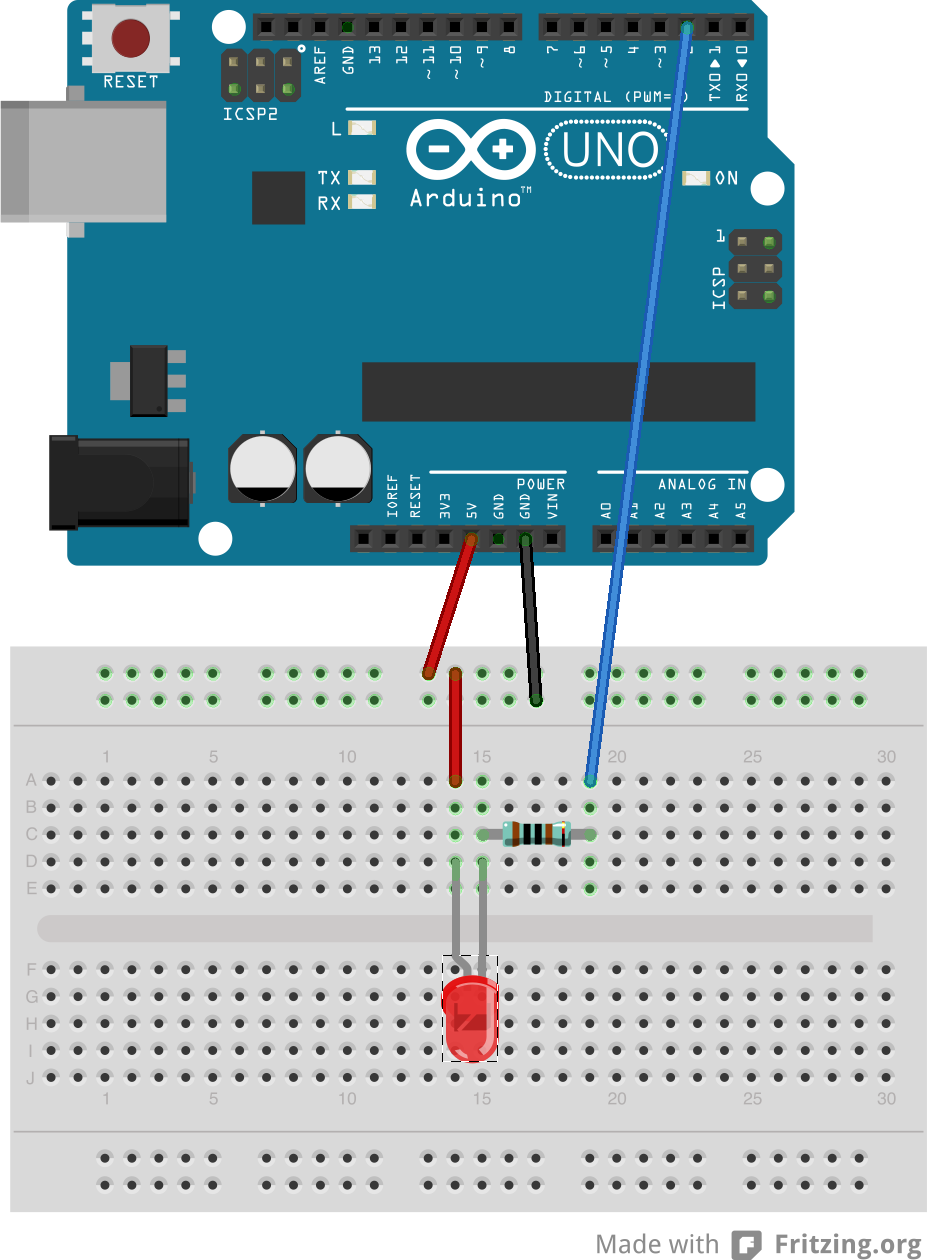 RESET
ICSP2
AREF
GND
13
12
~11
~10
~9
8
7
~6
~5
4
~3
TX0▶1
RX0◀0
DIGITAL (PWM=
L
TX
RX
UNO
Arduino™
ON
1
ICSP
IOREF
RESET
3V3
5V
GND
GND
VIN
POWER
ANALOG IN
A0
A1
A2
A3
A4
A5
1 5 10 15 20 25 30
A
B
C
D
E
F
G
H
I
J
1 5 10 15 20 25 30
Made with Fritzing.org